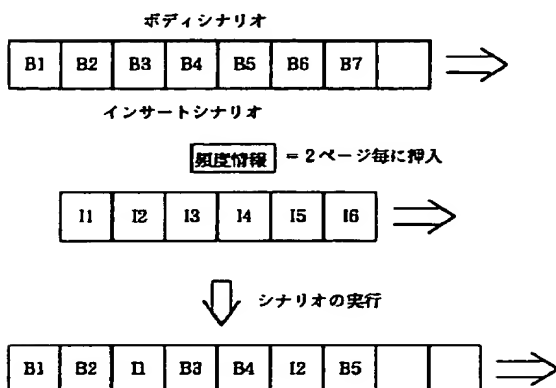 ボディシナリオ
B1 B2 B3 B4 B5 B6 B7
インサートシナリオ
頻度情報 = 2ページ毎に挿入
I1 I2 I3 I4 I5 I6
シナリオの実行
B1 B2 I1 B3 B4 I2 B5